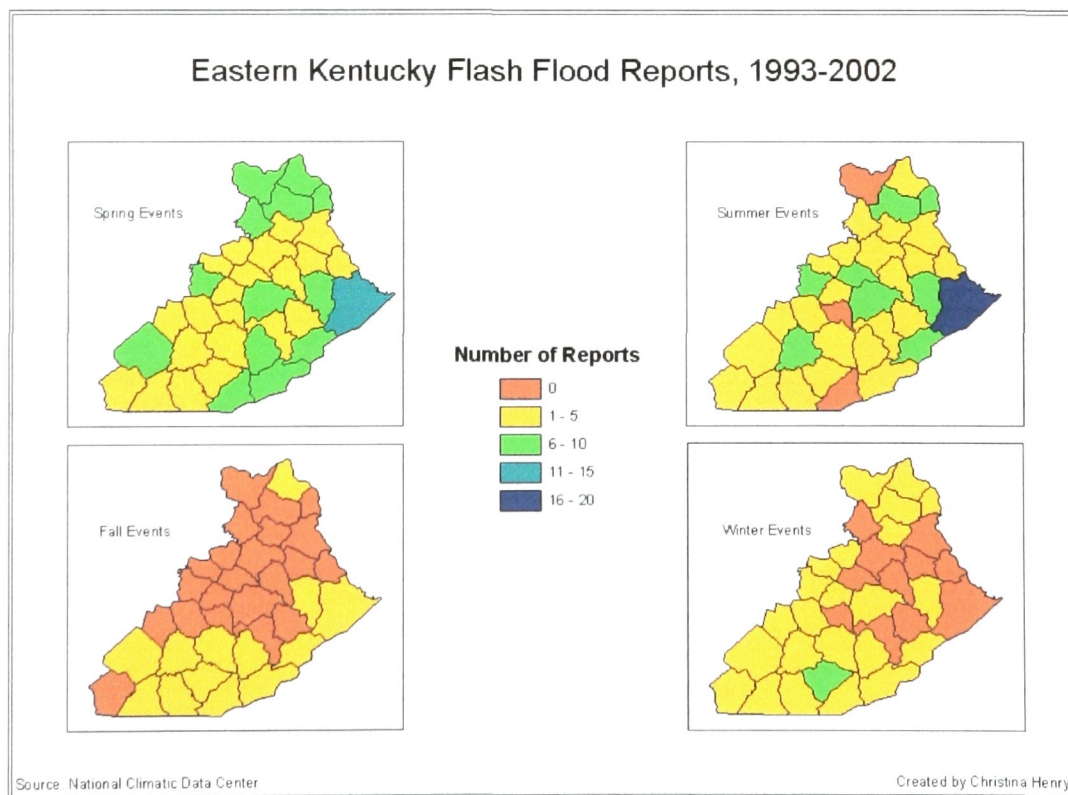 Eastern Kentucky Flash Flood Reports, 1993-2002
Spring Events
Summer Events
Number of Reports
0
1 - 5
6 - 10
11 - 15
16 - 20
Fall Events
Winter Events
Source: National Climatic Data Center
Created by Christina Henry